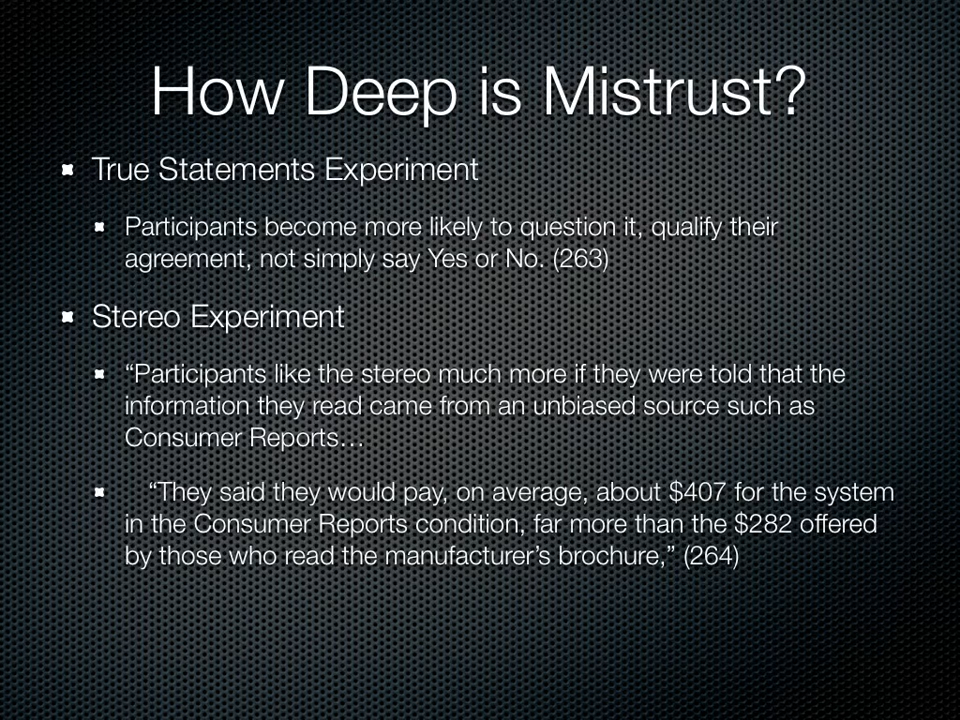 How Deep is Mistrust?
True Statements Experiment
Participants become more likely to question it, qualify their
agreement, not simply say Yes or No. (263)
Stereo Experiment
“Participants like the stereo much more if they were told that the
information they read came from an unbiased source such as
Consumer Reports…
“They said they would pay, on average, about $407 for the system
in the Consumer Reports condition, far more than the $282 offered
by those who read the manufacturer’s brochure,” (264)